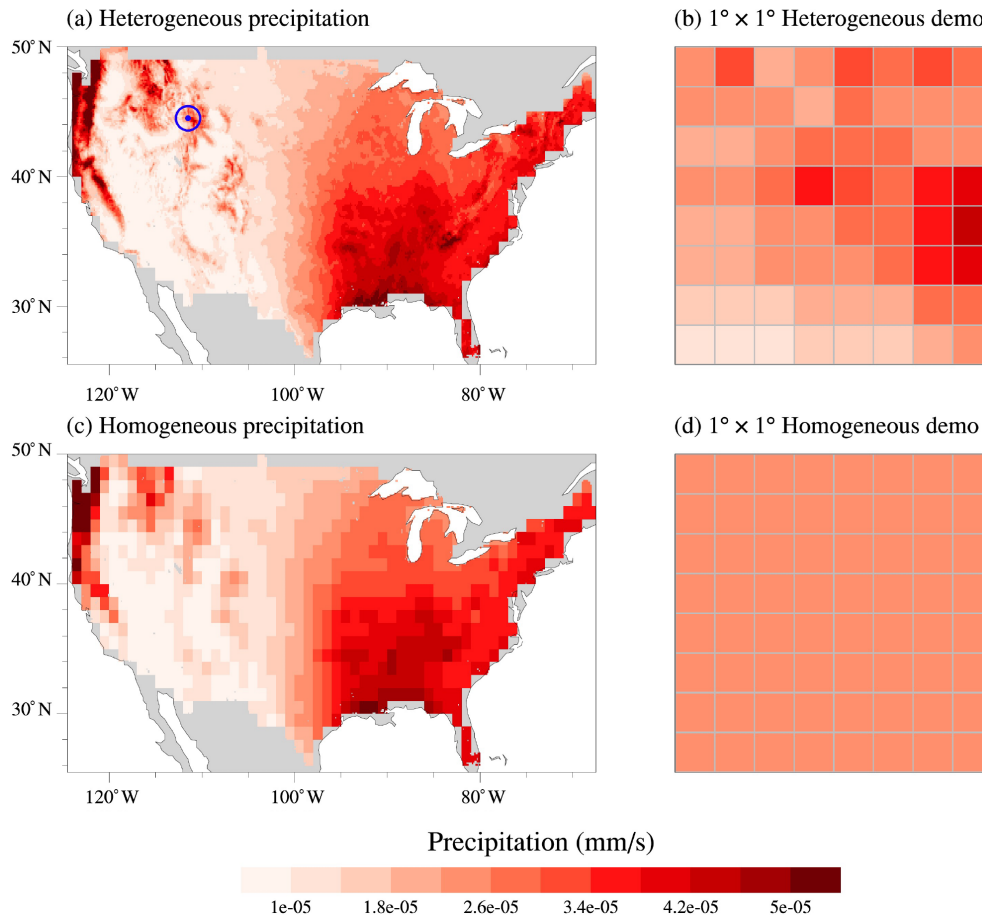 (a) Heterogeneous precipitation
(b) 1° × 1° Heterogeneous demo
50° N
40° N
30° N
120° W
100° W
80° W
(c) Homogeneous precipitation
(d) 1° × 1° Homogeneous demo
50° N
40° N
30° N
120° W
100° W
80° W
Precipitation (mm/s)
1e-05 1.8e-05 2.6e-05 3.4e-05 4.2e-05 5e-05